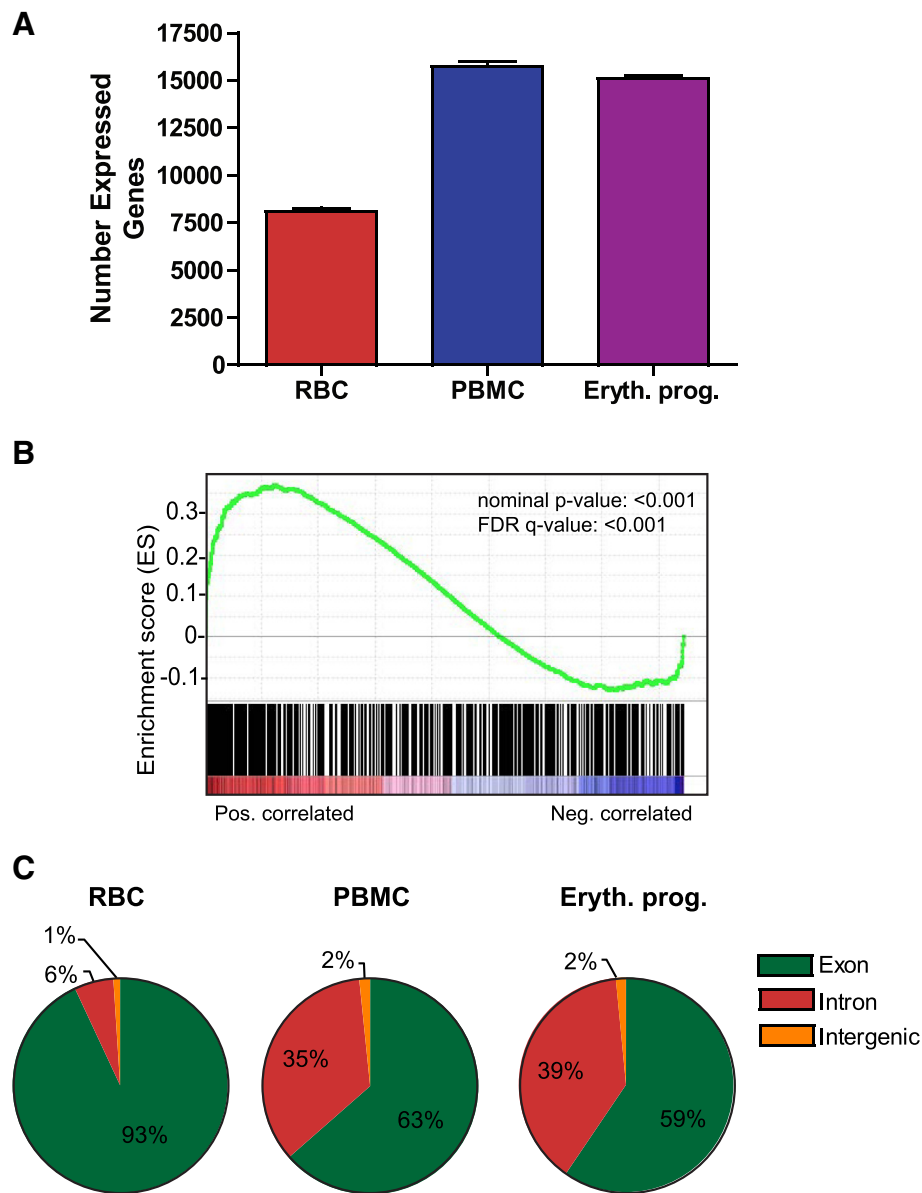 A
17500
15000
12500
10000
7500
5000
2500
0
Number Expressed
Genes
RBC
PBMC
Eryth. prog.
B
nominal p-value: <0.001
FDR q-value: <0.001
0.3
0.2
0.1
0
-0.1
Enrichment score (ES)
Pos. correlated
Neg. correlated
C
RBC
PBMC
Eryth. prog.
1%
6%
93%
2%
35%
63%
2%
39%
59%
Exon
Intron
Intergenic